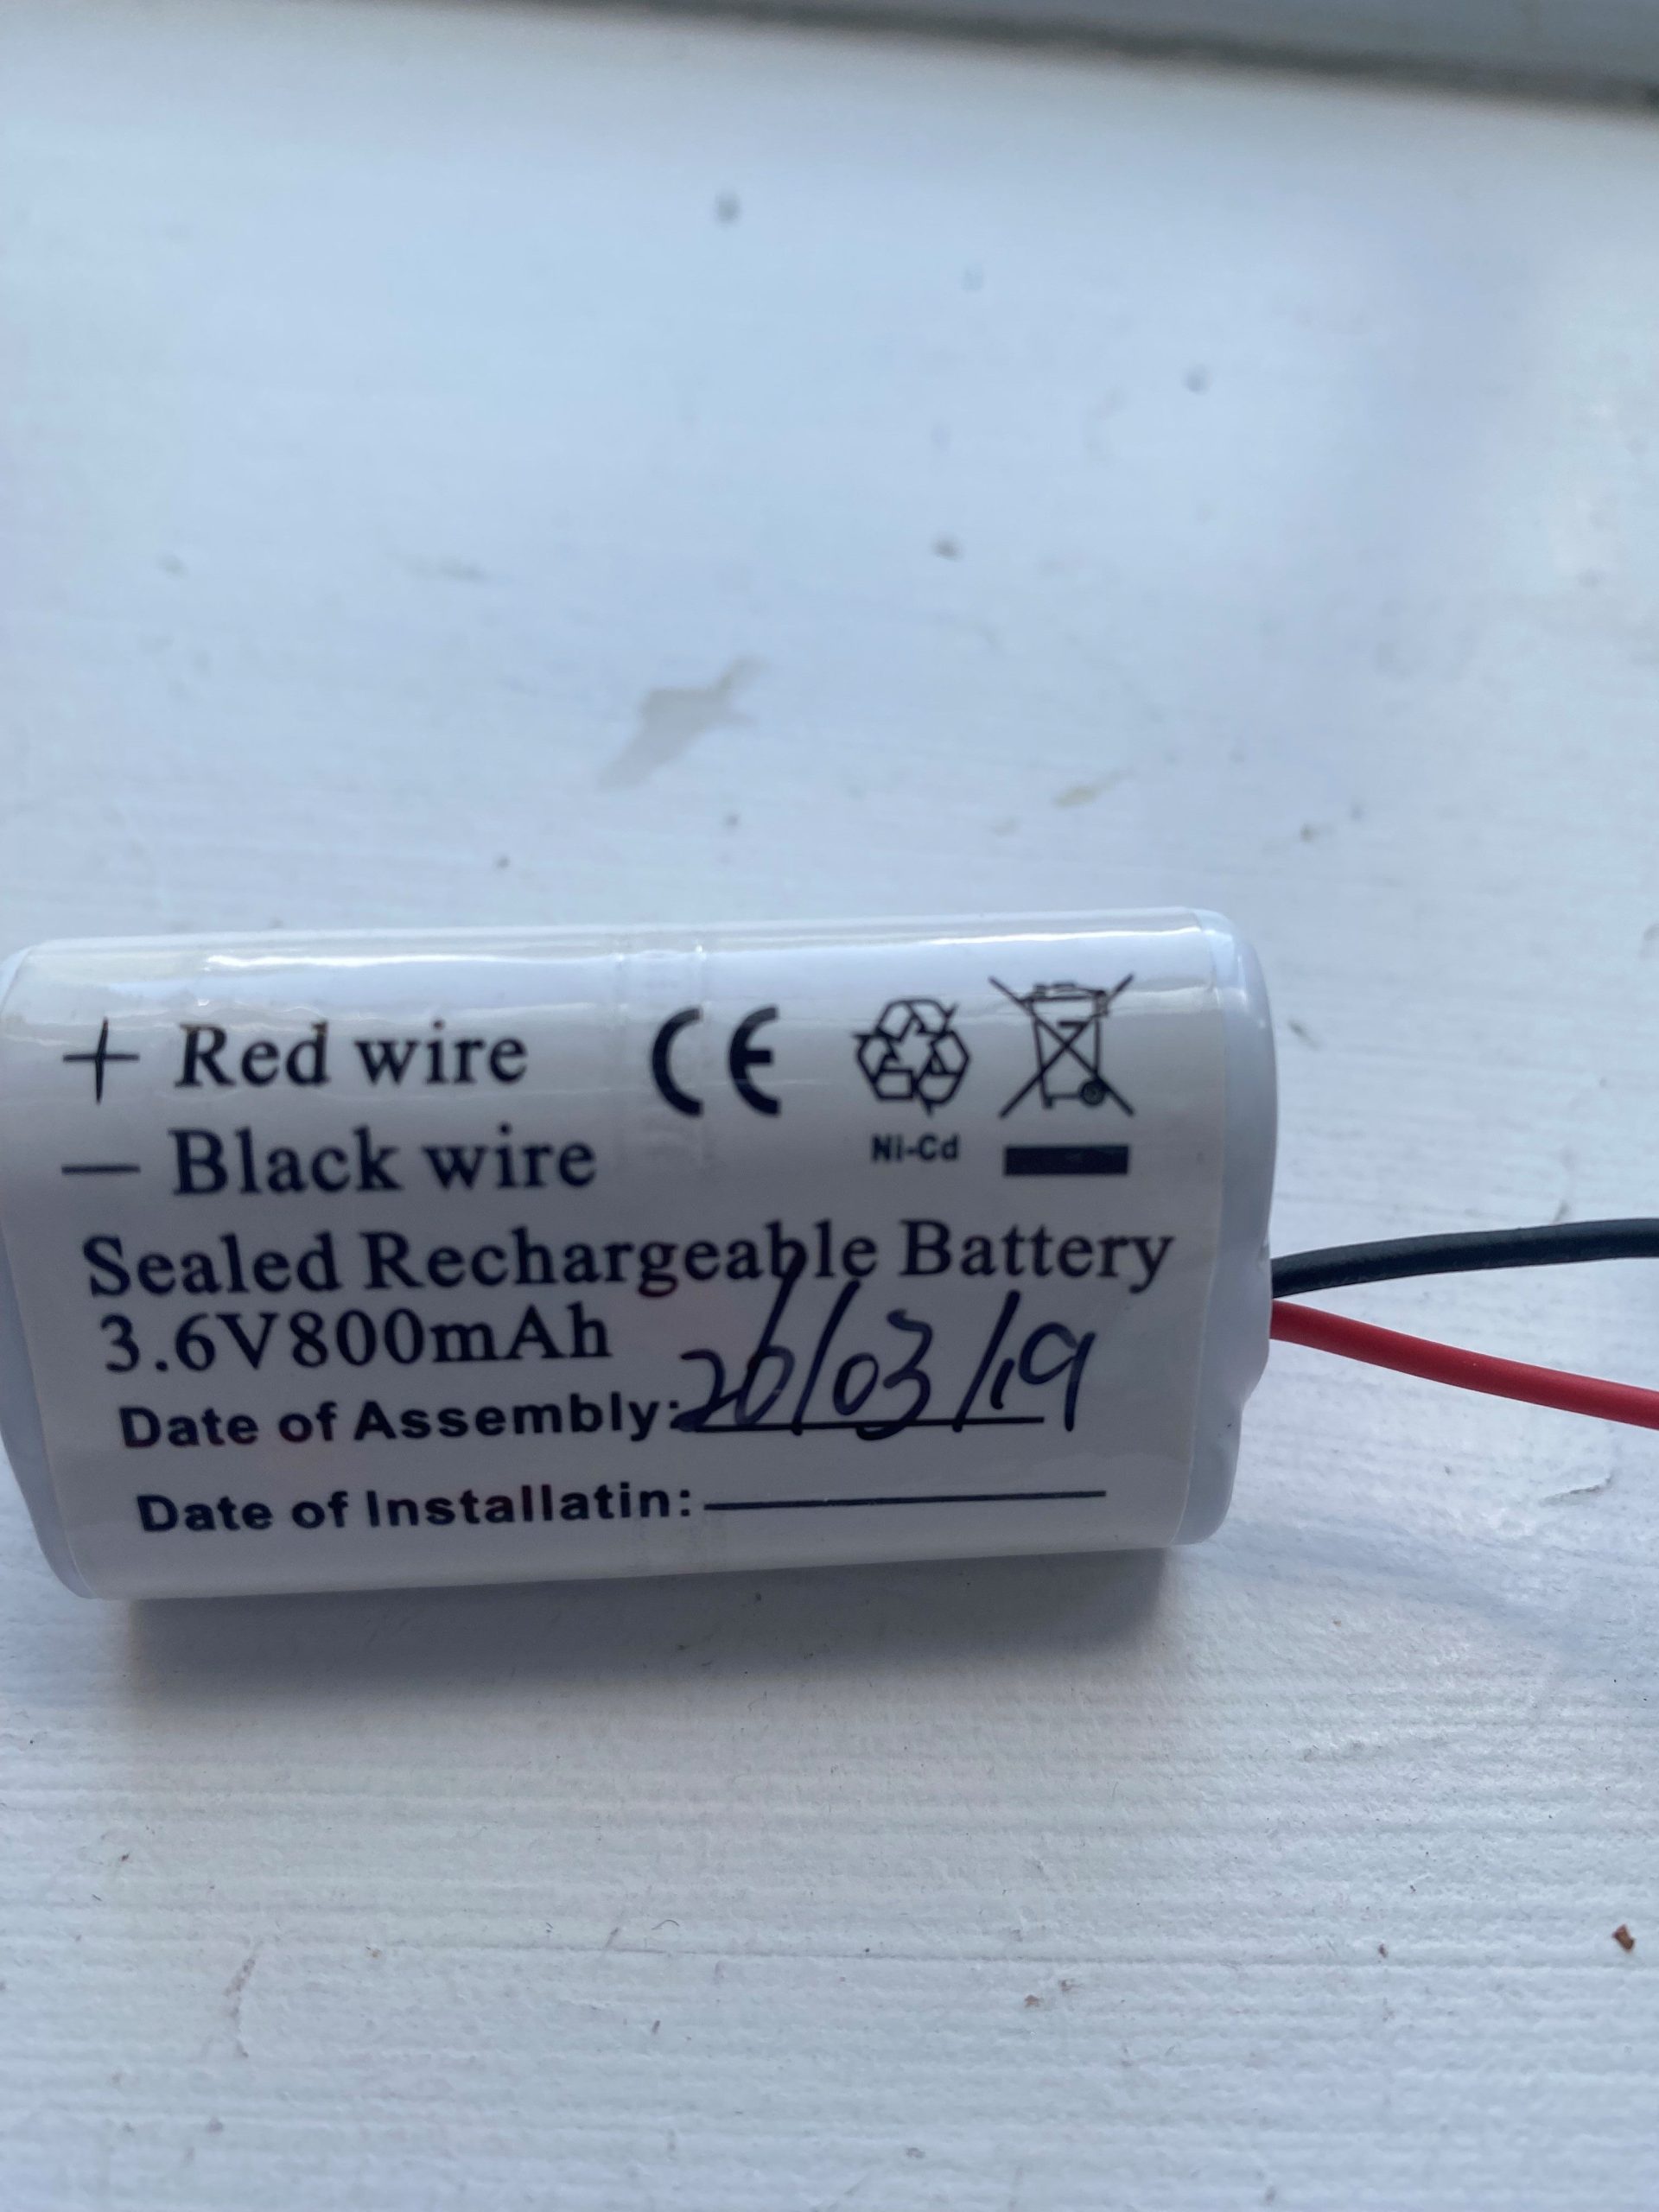 + Red wire CE
Ni-Cd
— Black wire
Sealed Rechargeable Battery
3.6V800mAh
Date of Assembly: 26/03/19
Date of Installatin: